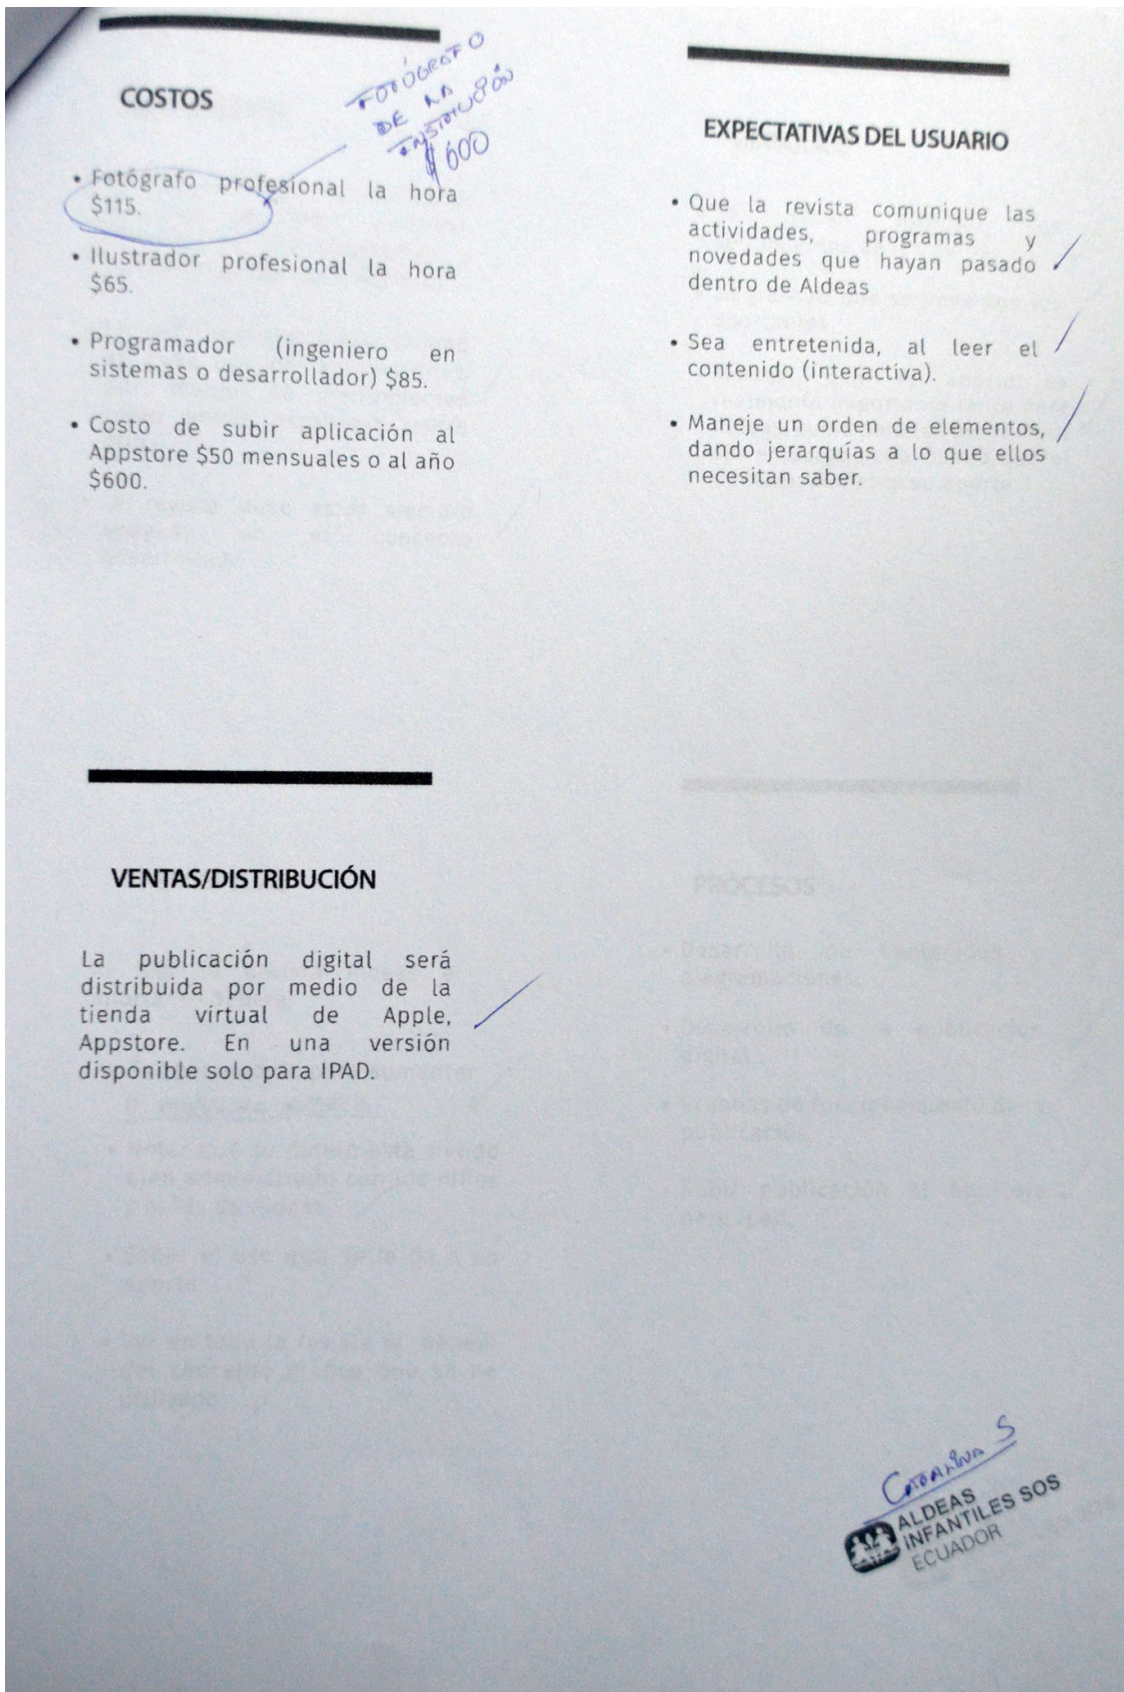 COSTOS
FOTÓGRAFO
DE LA
INSTITUCIÓN
$600
• Fotógrafo profesional la hora
$115.
• Ilustrador profesional la hora
$65.
• Programador (ingeniero en
sistemas o desarrollador) $85.
• Costo de subir aplicación al
Appstore $50 mensuales o al año
$600.
EXPECTATIVAS DEL USUARIO
• Que la revista comunique las
actividades, programas y
novedades que hayan pasado
dentro de Aldeas
• Sea entretenida, al leer el
contenido (interactiva).
• Maneje un orden de elementos,
dando jerarquías a lo que ellos
necesitan saber.
VENTAS/DISTRIBUCIÓN
La publicación digital será
distribuida por medio de la
tienda virtual de Apple,
Appstore. En una versión
disponible solo para IPAD.
PROCESOS
CATALINA S
ALDEAS
INFANTILES SOS
ECUADOR